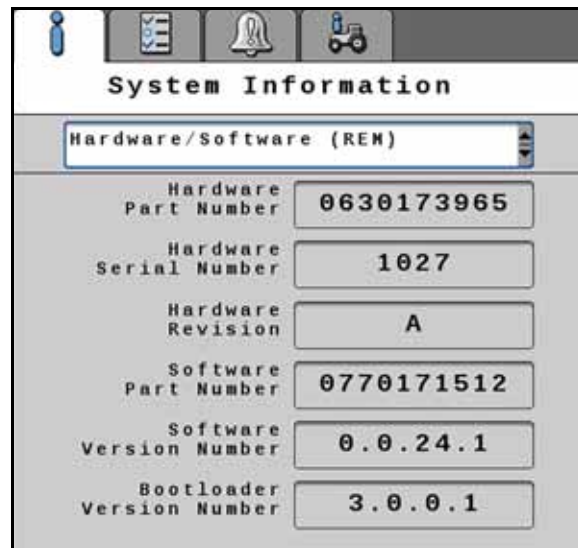 System Information
Hardware/Software (REM)
Hardware
Part Number
0630173965
Hardware
Serial Number
1027
Hardware
Revision
A
Software
Part Number
0770171512
Software
Version Number
0.0.24.1
Bootloader
Version Number
3.0.0.1